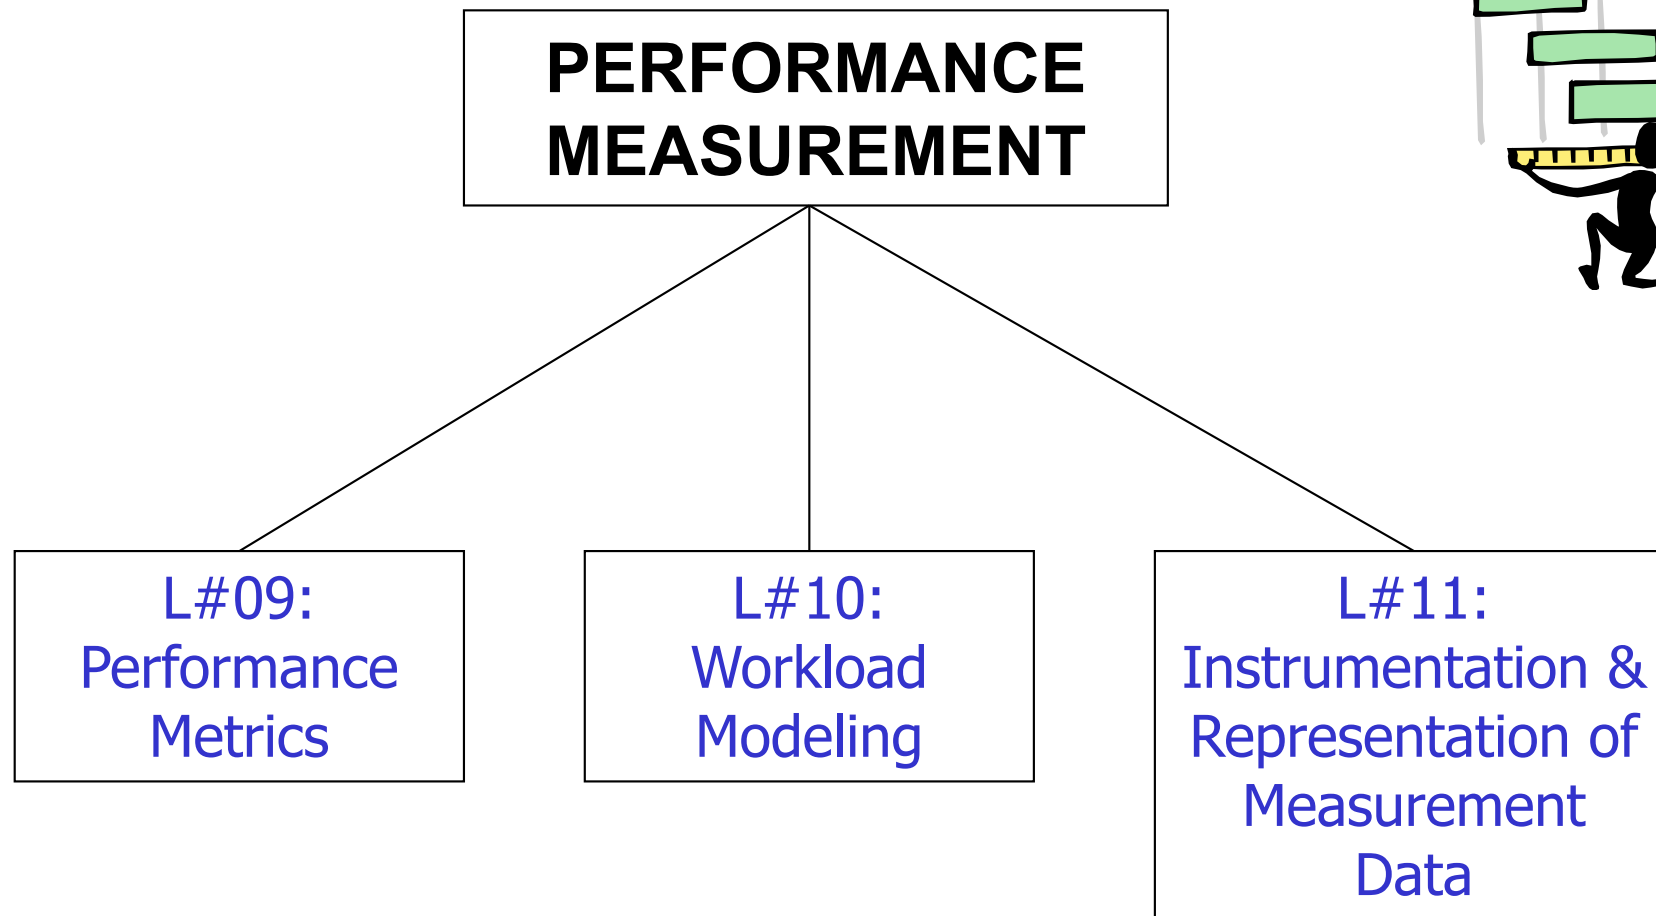 PERFORMANCE
MEASUREMENT
L#09:
Performance
Metrics
L#10:
Workload
Modeling
L#11:
Instrumentation &
Representation of
Measurement
Data